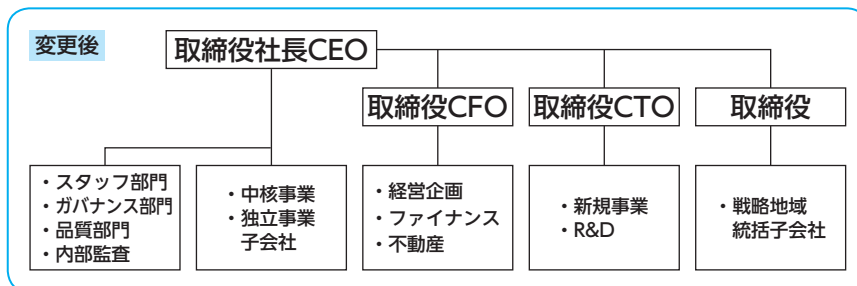 変更後
取締役社長CEO
取締役CFO
取締役CTO
取締役
・スタッフ部門
・ガバナンス部門
・品質部門
・内部監査
・中核事業
・独立事業
子会社
・経営企画
・ファイナンス
・不動産
・新規事業
・R&D
・戦略地域
統括子会社